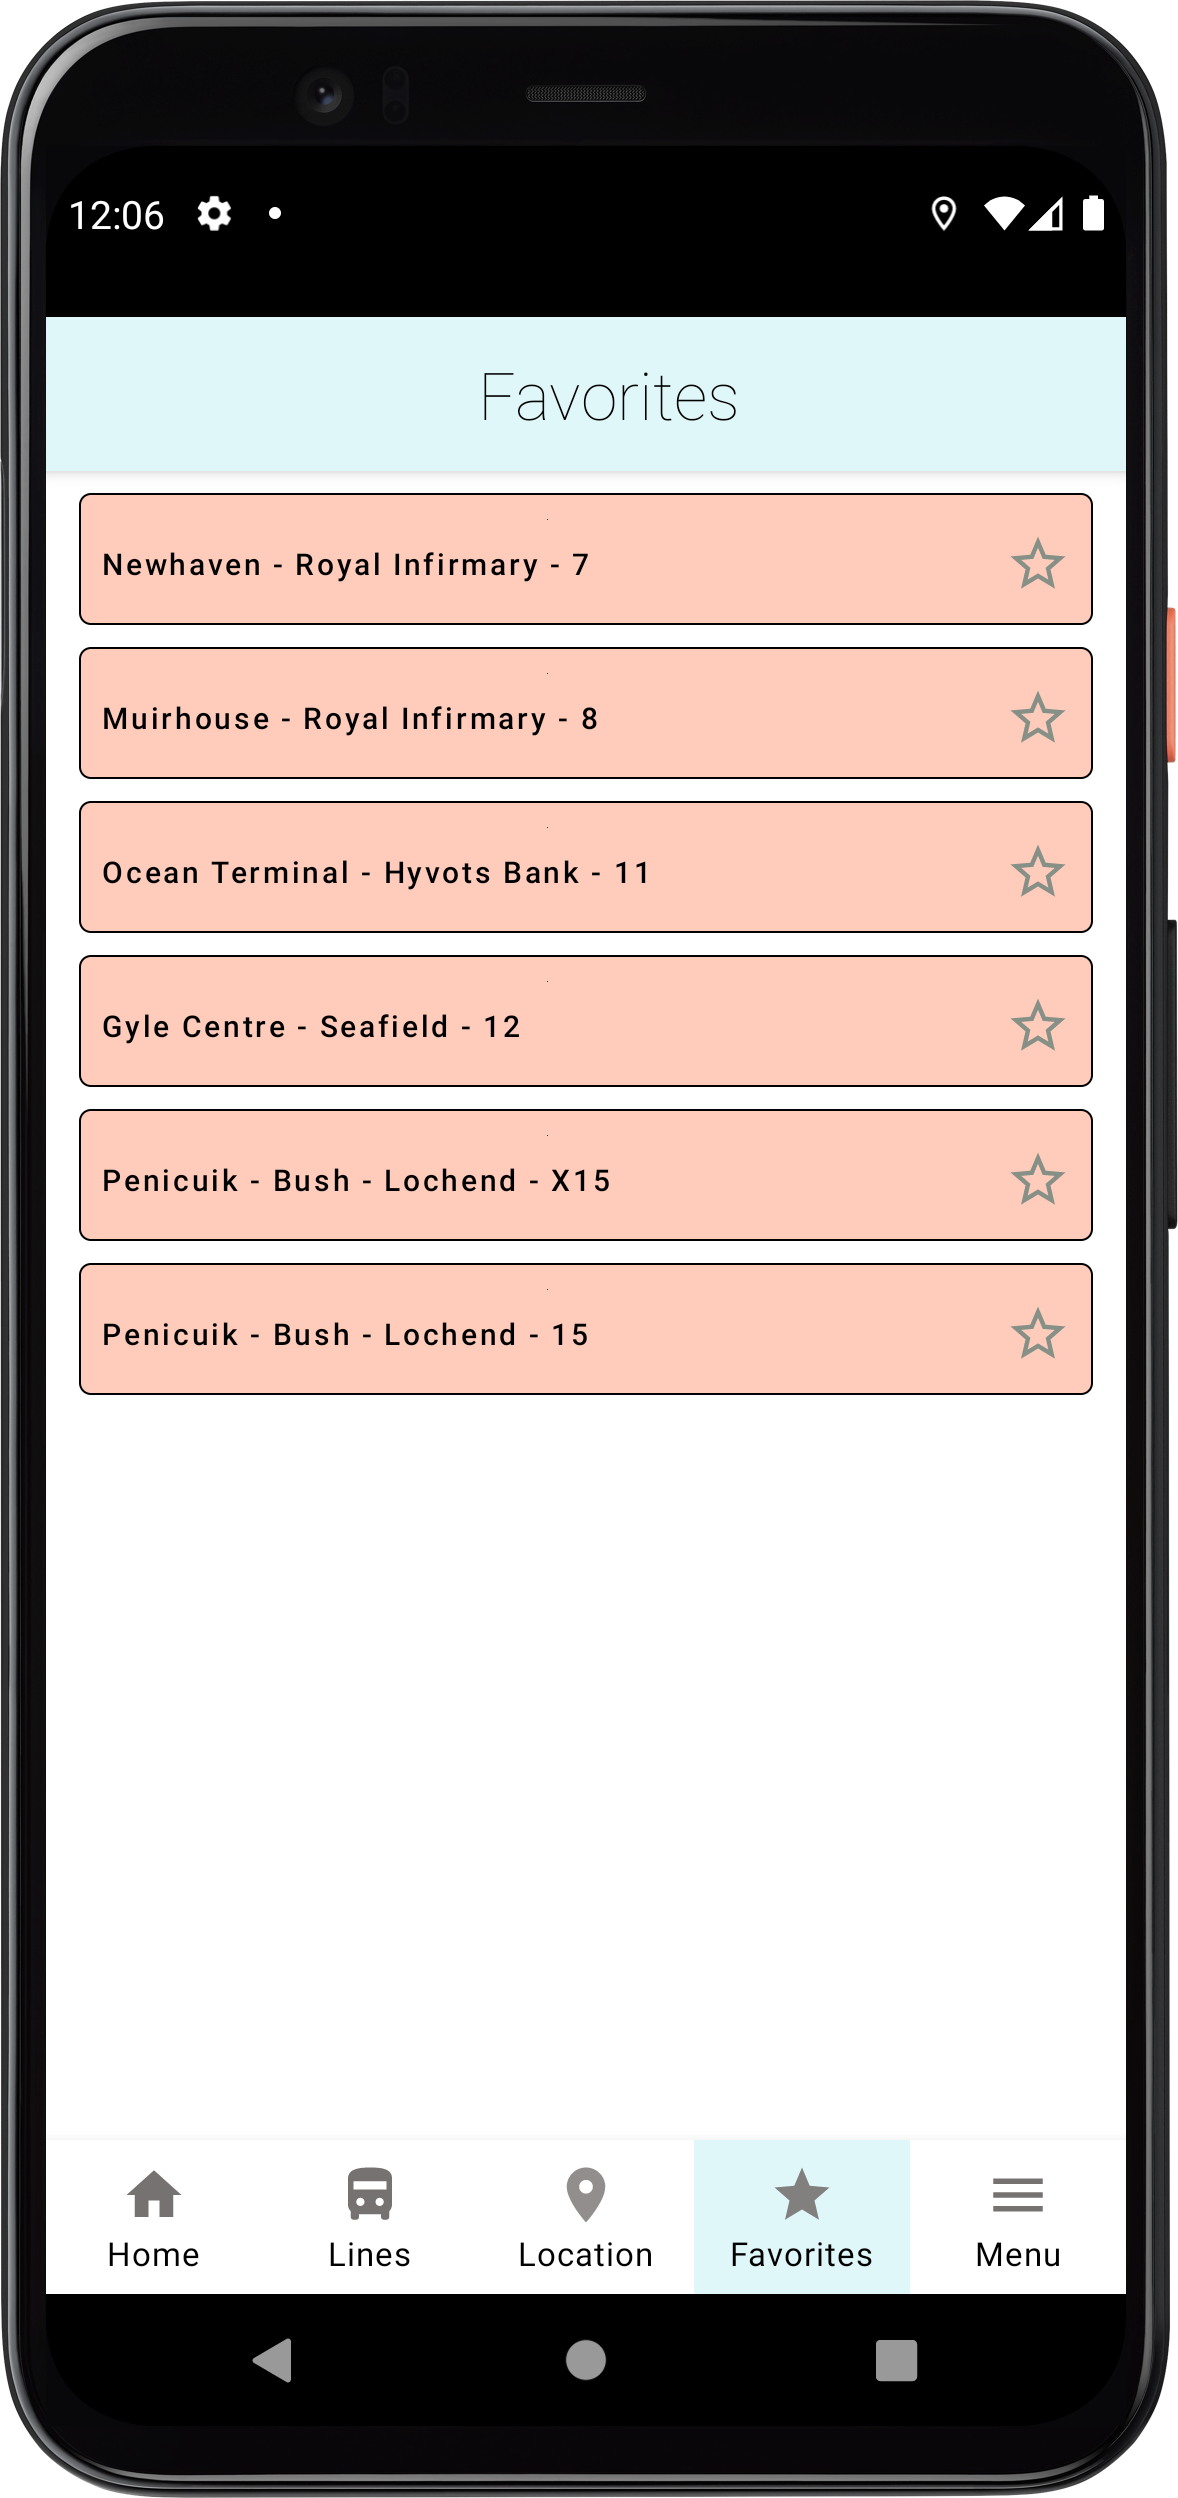 12:06
Favorites
Newhaven - Royal Infirmary - 7
Muirhouse - Royal Infirmary - 8
Ocean Terminal - Hyvots Bank - 11
Gyle Centre - Seafield - 12
Penicuik - Bush - Lochend - X15
Penicuik - Bush - Lochend - 15
Home Lines Location Favorites Menu